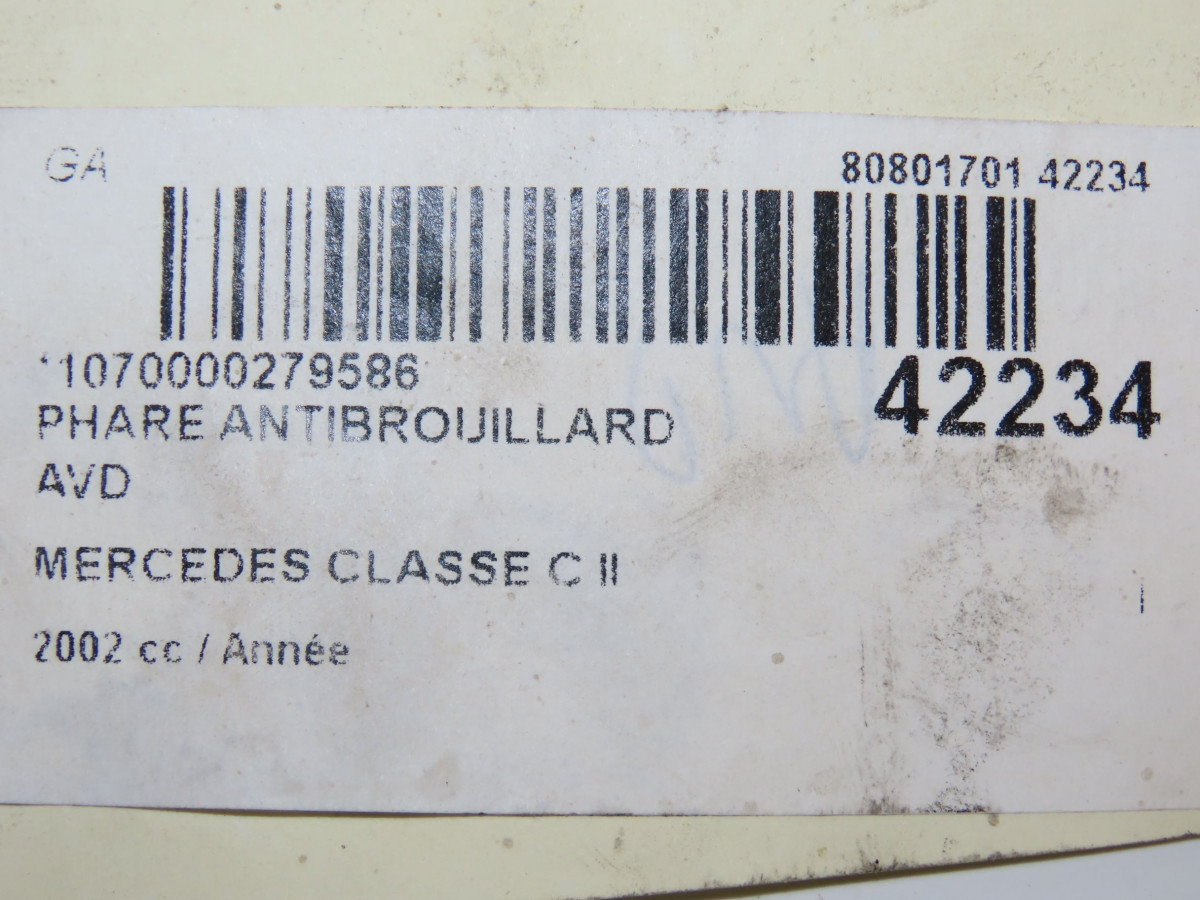 GA
80801701 42234
*1070000279586
42234
PHARE ANTIBROUILLARD
AVD
MERCEDES CLASSE C II
2002 cc / Année